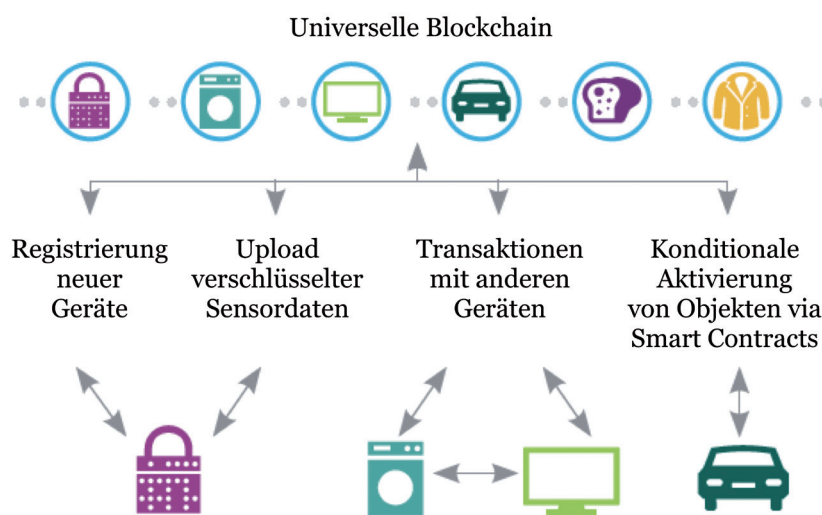 Universelle Blockchain
Registrierung
neuer
Geräte
Upload
verschlüsselter
Sensordaten
Transaktionen
mit anderen
Geräten
Konditionale
Aktivierung
von Objekten via
Smart Contracts